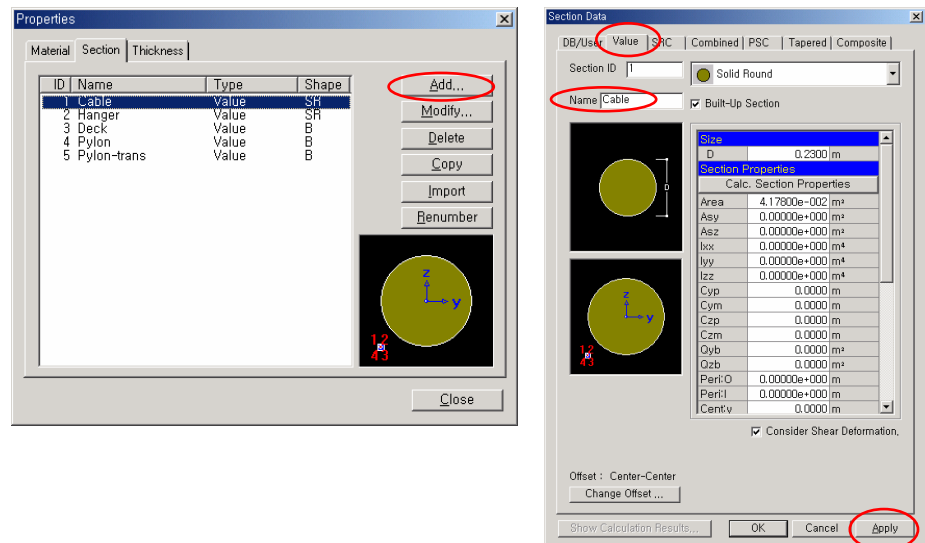 Properties
Material Section Thickness
ID Name Type Shape
1 Cable Value SR
2 Hanger Value SR
3 Deck Value B
4 Pylon Value B
5 Pylon-trans Value B
Add...
Modify...
Delete
Copy
Import
Renumber
z
y
1 2
4 3
Close
Section Data
DB/User Value SRC Combined PSC Tapered Composite
Section ID 1
Solid Round
Name Cable
Built-Up Section
D
Size
D 0.2300 m
Section Properties
Calc. Section Properties
Area 4.17800e-002 m²
Asy 0.00000e+000 m²
Asz 0.00000e+000 m²
Ixx 0.00000e+000 m⁴
Iyy 0.00000e+000 m⁴
Izz 0.00000e+000 m⁴
Cyp 0.0000 m
Cym 0.0000 m
Czp 0.0000 m
Czm 0.0000 m
Qyb 0.0000 m²
Qzb 0.0000 m²
Peri:O 0.00000e+000 m
Peri:I 0.00000e+000 m
Cent:y 0.0000 m
z
y
1 2
4 3
Consider Shear Deformation,
Offset : Center-Center
Change Offset ...
Show Calculation Results...
OK
Cancel
Apply